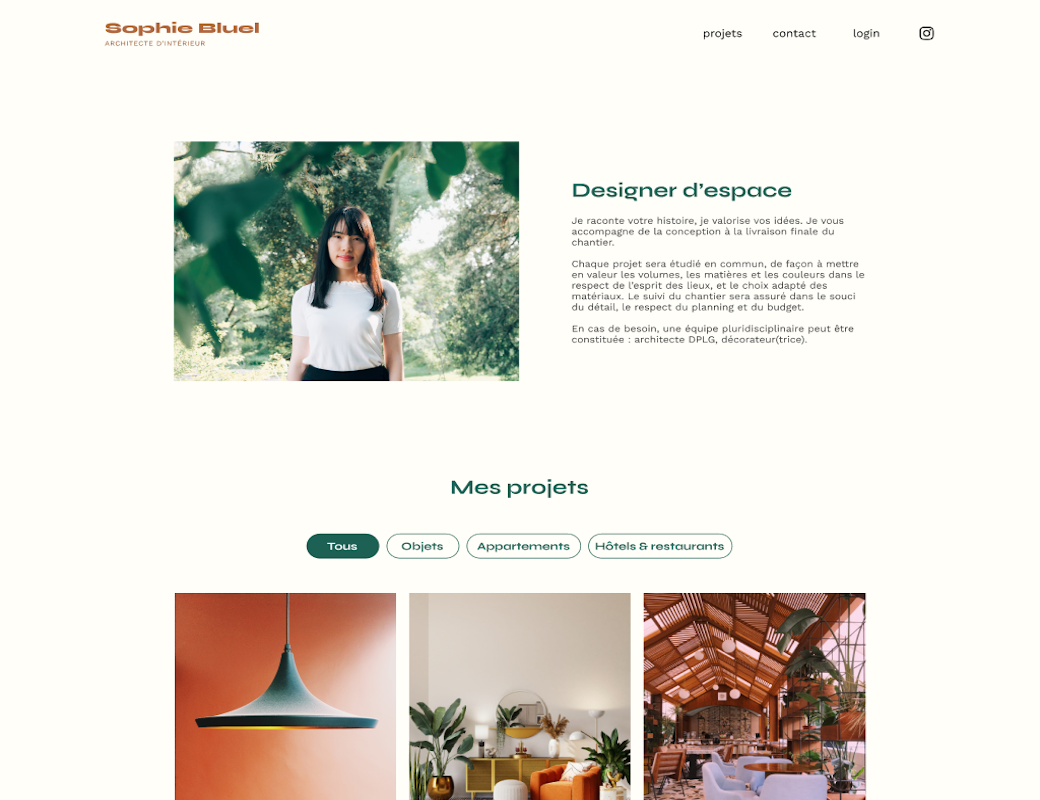 Sophie Bluel
ARCHITECTE D'INTÉRIEUR
projets contact login
Designer d'espace
Je raconte votre histoire, je valorise vos idées. Je vous
accompagne de la conception à la livraison finale du
chantier.
Chaque projet sera étudié en commun, de façon à mettre
en valeur les volumes, les matières et les couleurs dans le
respect de l'esprit des lieux, et le choix adapté des
matériaux. Le suivi du chantier sera assuré dans le souci
du détail, le respect du planning et du budget.
En cas de besoin, une équipe pluridisciplinaire peut être
constituée : architecte DPLG, décorateur(trice).
Mes projets
Tous Objets Appartements Hôtels & restaurants